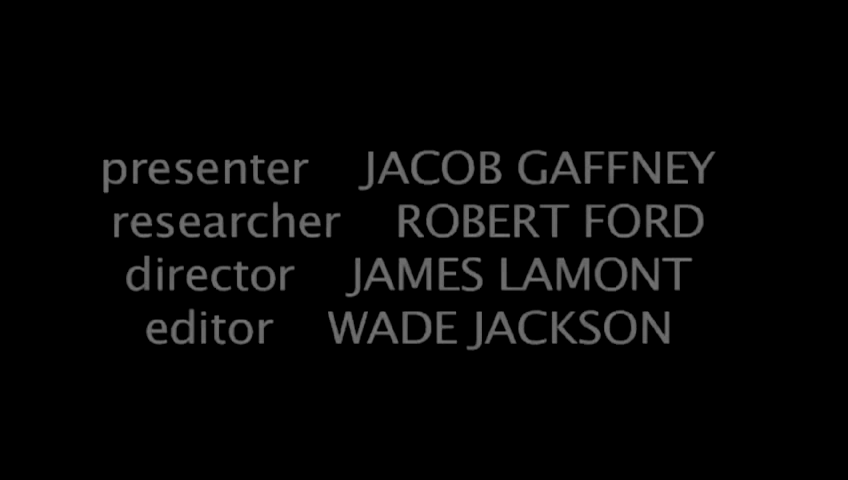 presenter JACOB GAFFNEY
researcher ROBERT FORD
director JAMES LAMONT
editor WADE JACKSON